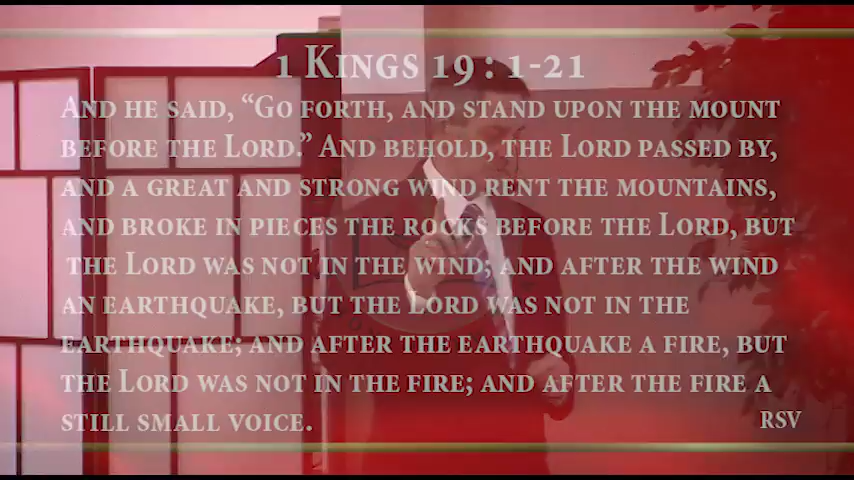 1 Kings 19 : 1-21
And he said, “Go forth, and stand upon the mount
before the Lord.” And behold, the Lord passed by,
and a great and strong wind rent the mountains,
and broke in pieces the rocks before the Lord, but
the Lord was not in the wind; and after the wind
an earthquake, but the Lord was not in the
earthquake; and after the earthquake a fire, but
the Lord was not in the fire; and after the fire a
still small voice.
RSV